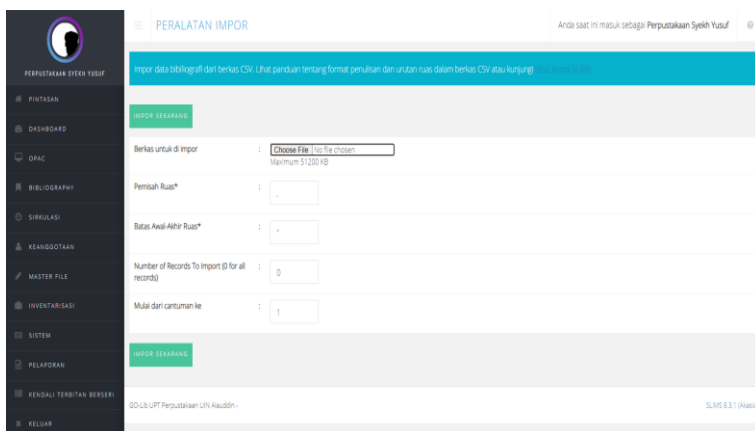 PERALATAN IMPOR
Anda saat ini masuk sebagai Perpustakaan Syekh Yusuf
PERPUSTAKAAN SYEKH YUSUF
Impor data bibliografi dari berkas CSV. Lihat panduan tentang format penulisan dan urutan ruas dalam berkas CSV atau kunjungi
PINTASAN
DASHBOARD
OPAC
BIBLIOGRAPHY
SIRKULASI
KEANGGOTAAN
MASTER FILE
INVENTARISASI
SISTEM
PELAPORAN
KENDALI TERBITAN BERSERI
KELUAR
IMPOR SEKARANG
Berkas untuk di impor : Choose File No file chosen
Maximum 51200 KB
Pemisah Ruas* : ,
Batas Awal-Akhir Ruas* : "
Number of Records To Import (0 for all
records) : 0
Mulai dari cantuman ke : 1
IMPOR SEKARANG
GO-Lib UPT Perpustakaan UIN Alauddin -
SLIMS 8.3.1 (Akasia